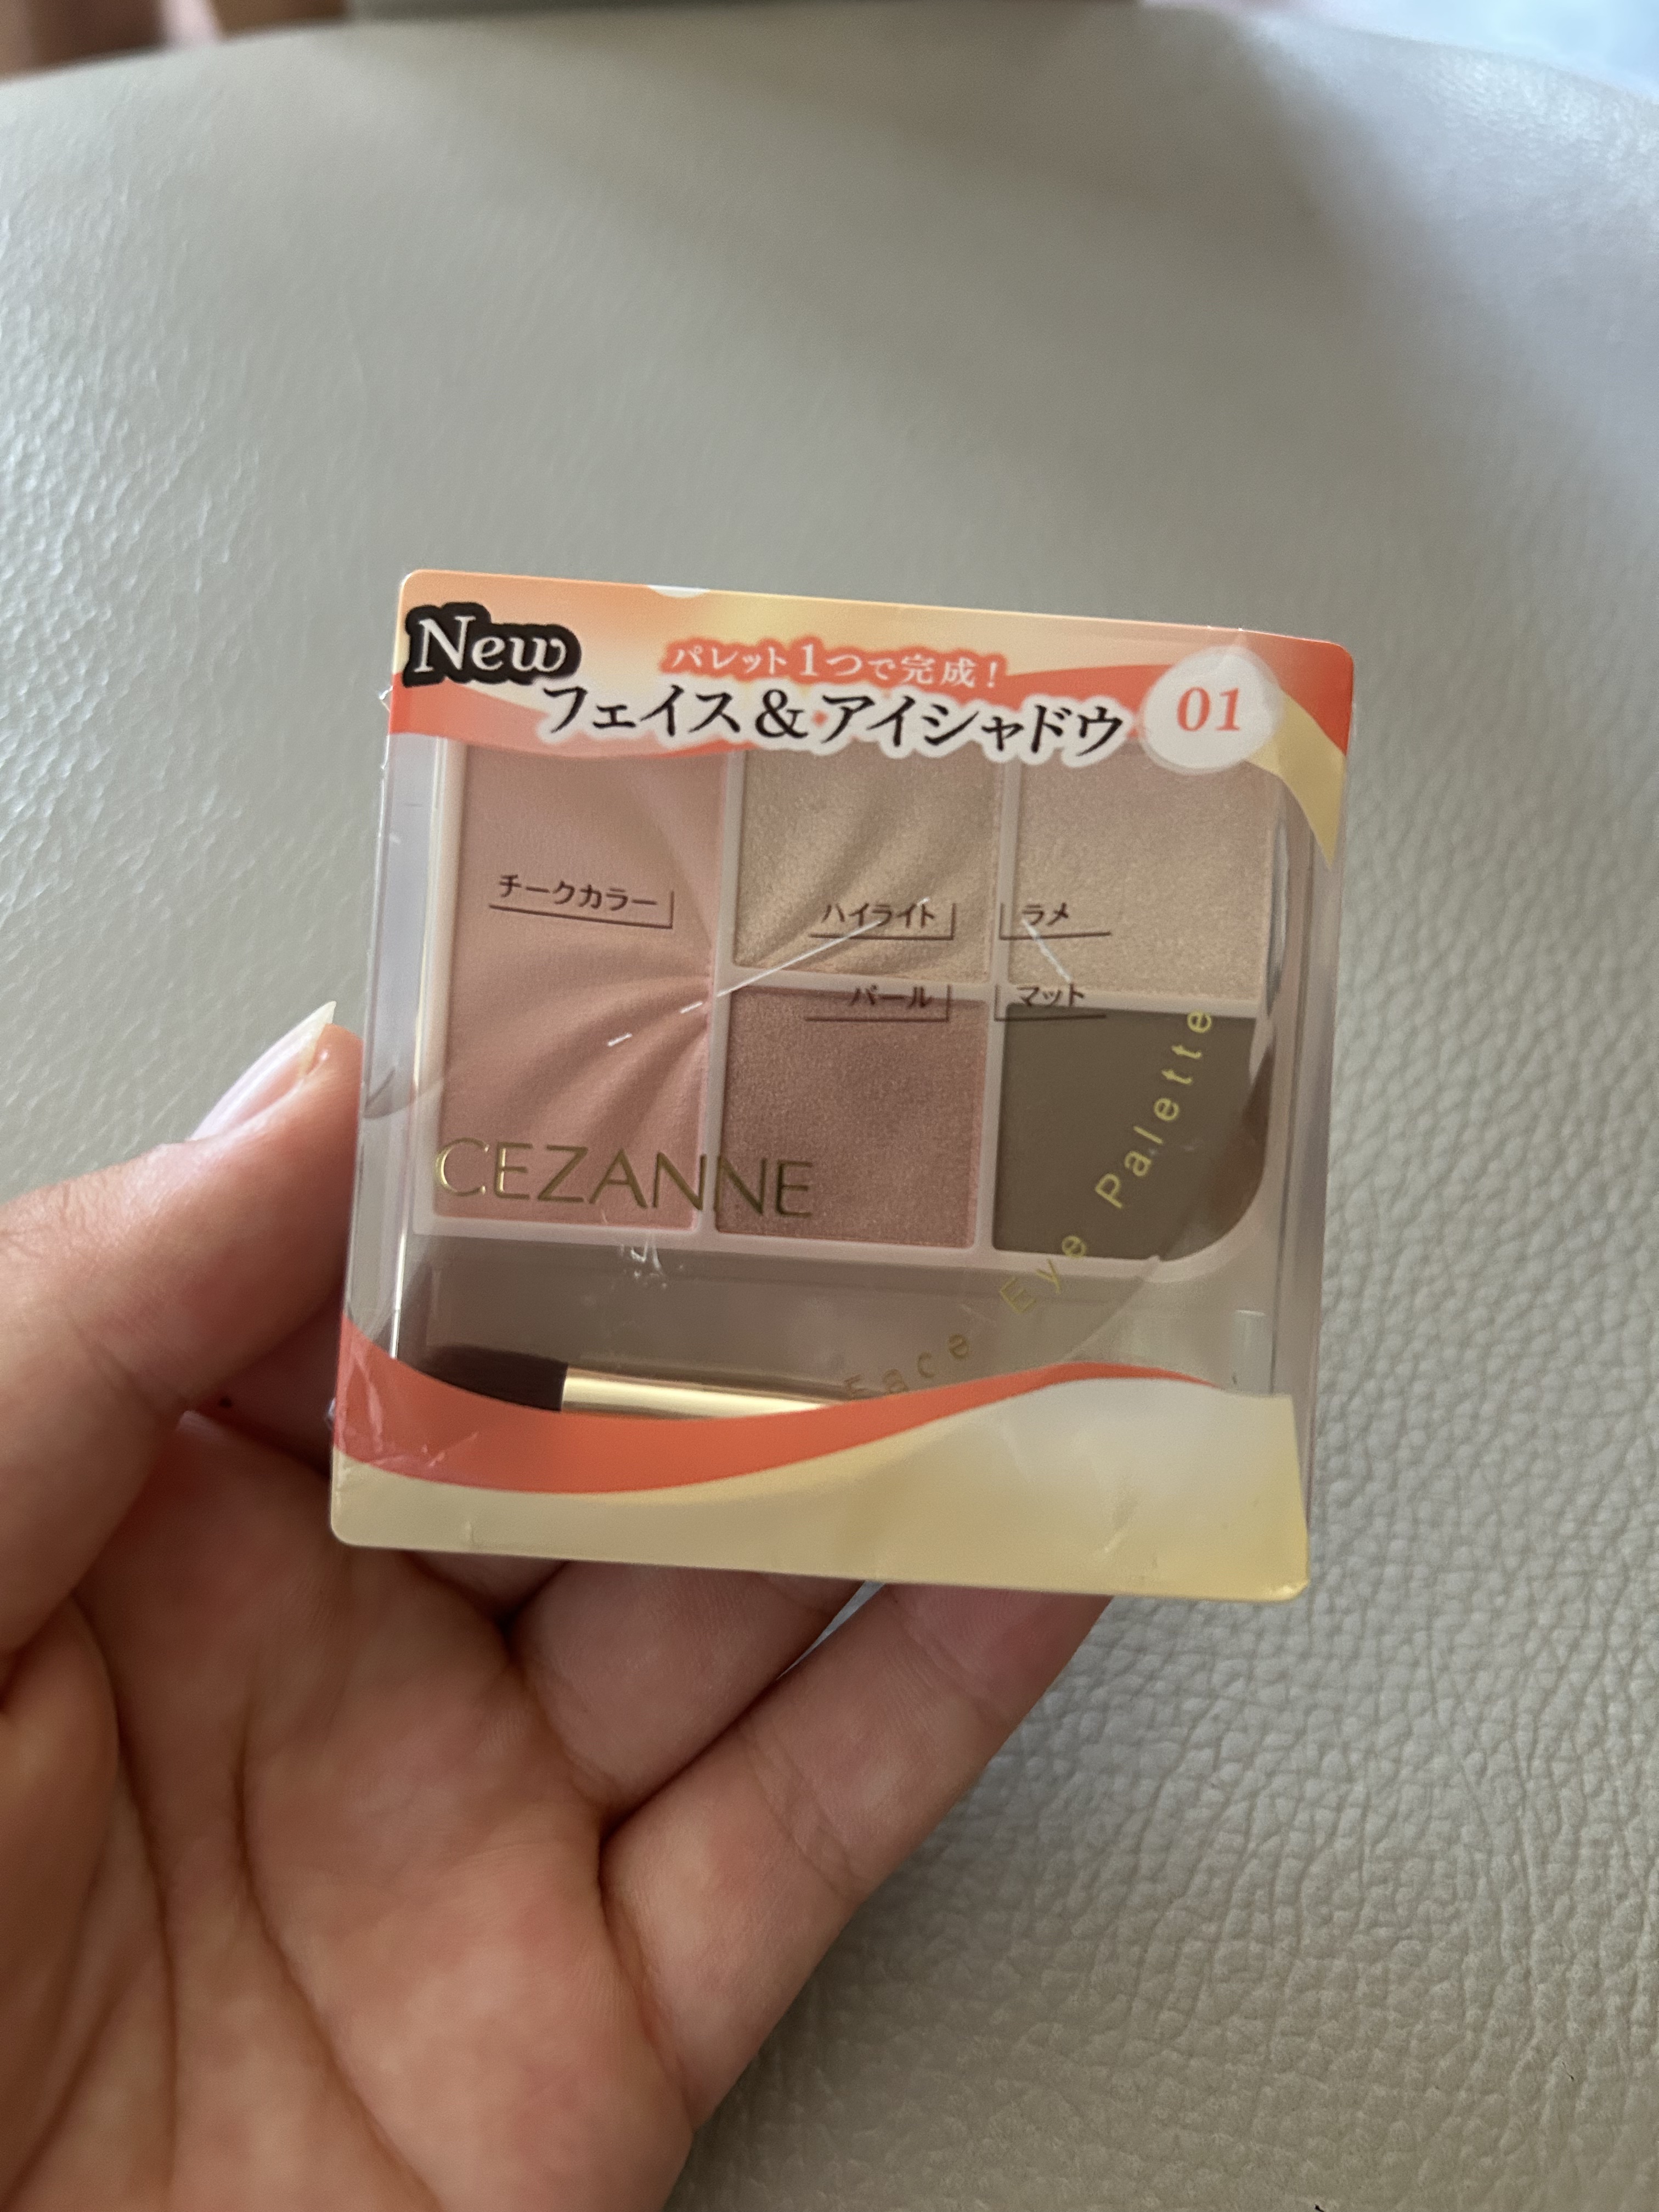 New
パレット1つで完成!
フェイス&アイシャドウ
01
チークカラー
ハイライト
ラメ
パール
マット
CEZANNE
Face Eye Palette